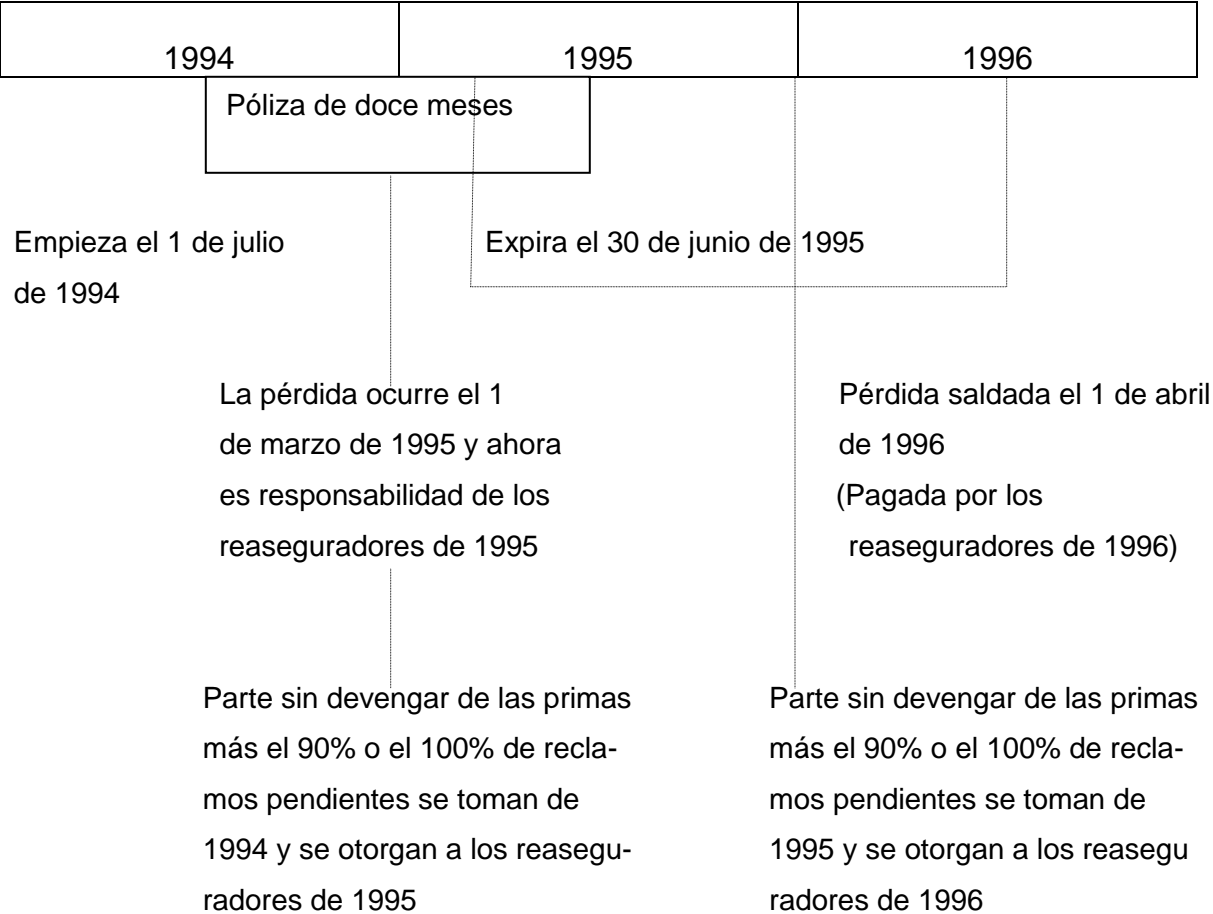 1994
1995
1996
Póliza de doce meses
Empieza el 1 de julio
de 1994
Expira el 30 de junio de 1995
La pérdida ocurre el 1
de marzo de 1995 y ahora
es responsabilidad de los
reaseguradores de 1995
Pérdida saldada el 1 de abril
de 1996
(Pagada por los
reaseguradores de 1996)
Parte sin devengar de las primas
más el 90% o el 100% de recla-
mos pendientes se toman de
1994 y se otorgan a los reasegu-
radores de 1995
Parte sin devengar de las primas
más el 90% o el 100% de recla-
mos pendientes se toman de
1995 y se otorgan a los reasegu
radores de 1996